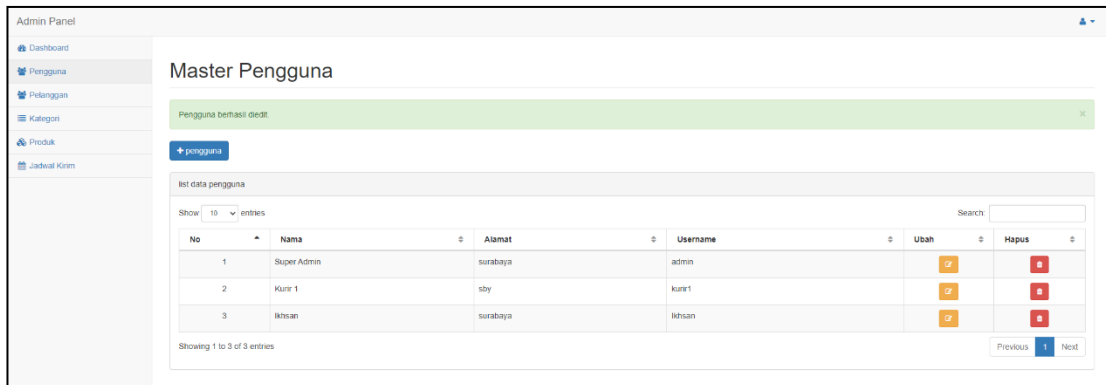 Admin Panel
Dashboard
Pengguna
Pelanggan
Kategori
Produk
Jadwal Kirim
Master Pengguna
Pengguna berhasil diedit. ×
+ pengguna
list data pengguna
Show 10 entries Search:
No Nama Alamat Username Ubah Hapus
1 Super Admin surabaya admin
2 Kurir 1 sby kurir1
3 Ikhsan surabaya Ikhsan
Showing 1 to 3 of 3 entries Previous 1 Next